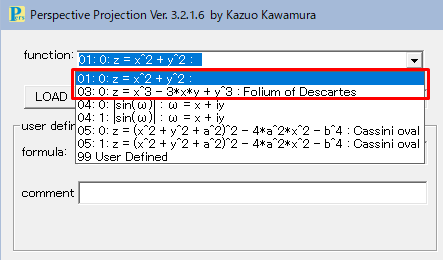 Perspective Projection Ver. 3.2.1.6 by Kazuo Kawamura
function: 01: 0: z = x^2 + y^2 :
01: 0: z = x^2 + y^2 :
03: 0: z = x^3 − 3*x*y + y^3 : Folium of Descartes
LOAD
04: 0: |sin(ω)| : ω = x + iy
04: 1: |sin(ω)| : ω = x + iy
user defin
05: 0: z = (x^2 + y^2 + a^2)^2 − 4*a^2*x^2 − b^4 : Cassini oval
formula:
05: 1: z = (x^2 + y^2 + a^2)^2 − 4*a^2*x^2 − b^4 : Cassini oval
99 User Defined
comment